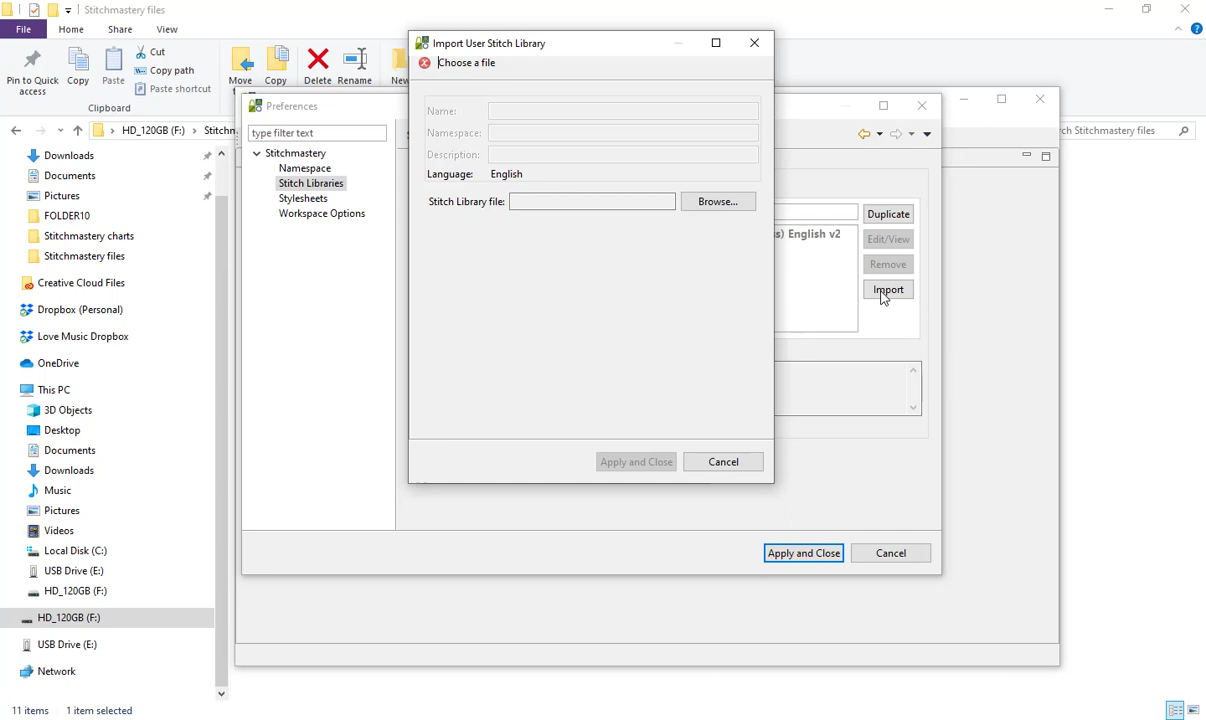 Stitchmastery files
File
Home
Share
View
Pin to Quick access
Copy
Paste
Cut
Copy path
Paste shortcut
Clipboard
Move
Copy
Delete
Rename
New
HD_120GB (F:)
Stitchn
ch Stitchmastery files
Downloads
Documents
Pictures
FOLDER10
Stitchmastery charts
Stitchmastery files
Creative Cloud Files
Dropbox (Personal)
Love Music Dropbox
OneDrive
This PC
3D Objects
Desktop
Documents
Downloads
Music
Pictures
Videos
Local Disk (C:)
USB Drive (E:)
HD_120GB (F:)
HD_120GB (F:)
USB Drive (E:)
Network
11 items
1 item selected
Preferences
type filter text
Stitchmastery
Namespace
Stitch Libraries
Stylesheets
Workspace Options
s) English v2
Duplicate
Edit/View
Remove
Import
Apply and Close
Cancel
Import User Stitch Library
Choose a file
Name:
Namespace:
Description:
Language: English
Stitch Library file:
Browse...
Apply and Close
Cancel